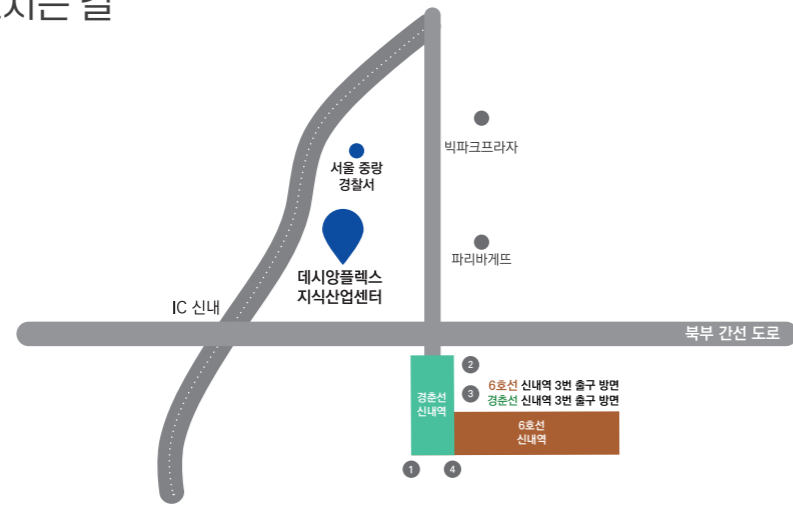 지는 길
빅파크프라자
서울 중랑
경찰서
파리바게뜨
데시앙플렉스
지식산업센터
IC 신내
북부 간선 도로
2
경춘선
신내역
3
6호선 신내역 3번 출구 방면
경춘선 신내역 3번 출구 방면
6호선
신내역
1
4